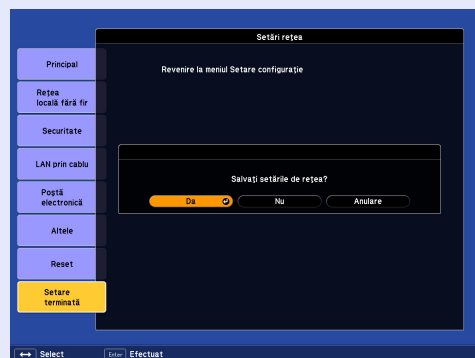 Setări rețea
Principal
Revenire la meniul Setare configurație
Rețea
locală fără fir
Securitate
LAN prin cablu
Salvați setările de rețea?
Poștă
electronică
Da
Nu
Anulare
Altele
Reset
Setare
terminată
Select
Enter Efectuat